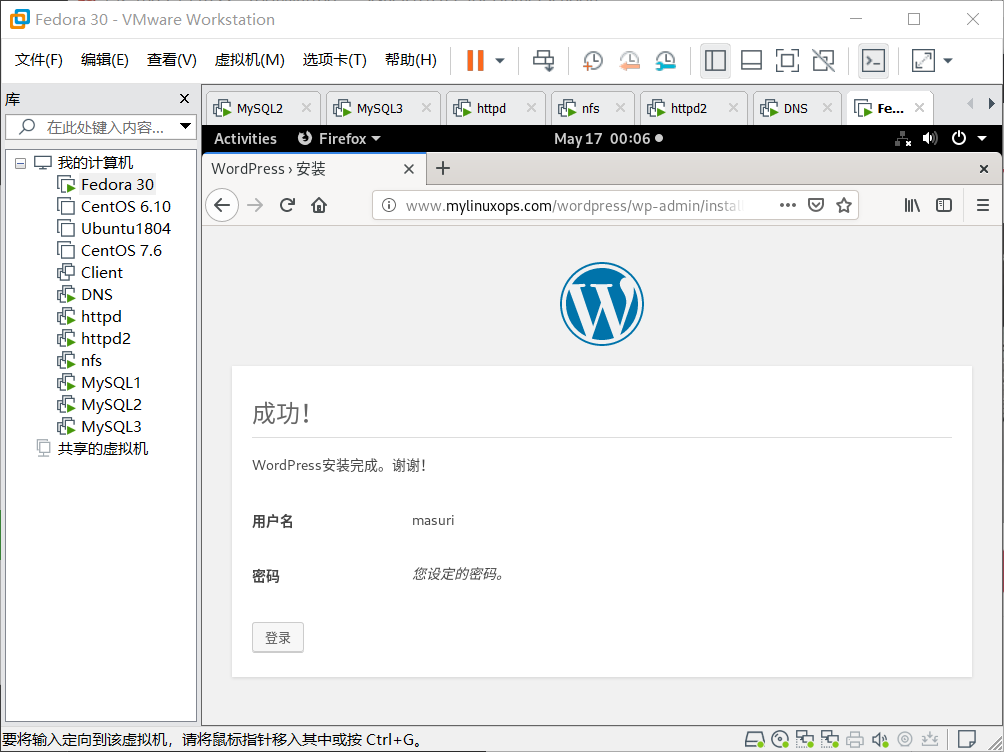 Fedora 30 - VMware Workstation
文件(F) 编辑(E) 查看(V) 虚拟机(M) 选项卡(T) 帮助(H)
库
在此处键入内容...
我的计算机
Fedora 30
CentOS 6.10
Ubuntu1804
CentOS 7.6
Client
DNS
httpd
httpd2
nfs
MySQL1
MySQL2
MySQL3
共享的虚拟机
MySQL2 MySQL3 httpd nfs httpd2 DNS Fe...
Activities Firefox May 17 00:06
WordPress › 安装
www.mylinuxops.com/wordpress/wp-admin/install
成功！
WordPress安装完成。谢谢！
用户名 masuri
密码 您设定的密码。
登录
要将输入定向到该虚拟机，请将鼠标指针移入其中或按 Ctrl+G。